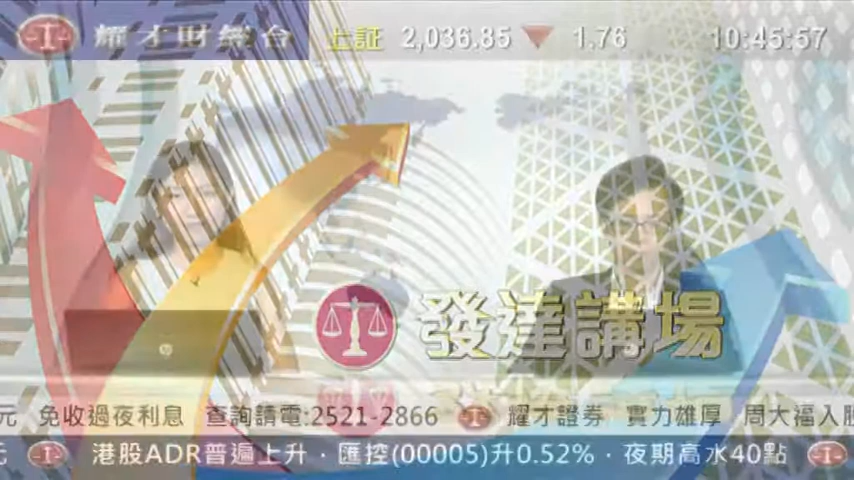 耀才財經台 上証 2,036.85 1.76 10:45:57
發達講場
元 免收過夜利息 查詢請電:2521-2866 耀才證券 實力雄厚 周大福入股
元 港股ADR普遍上升．匯控(00005)升0.52%．夜期高水40點